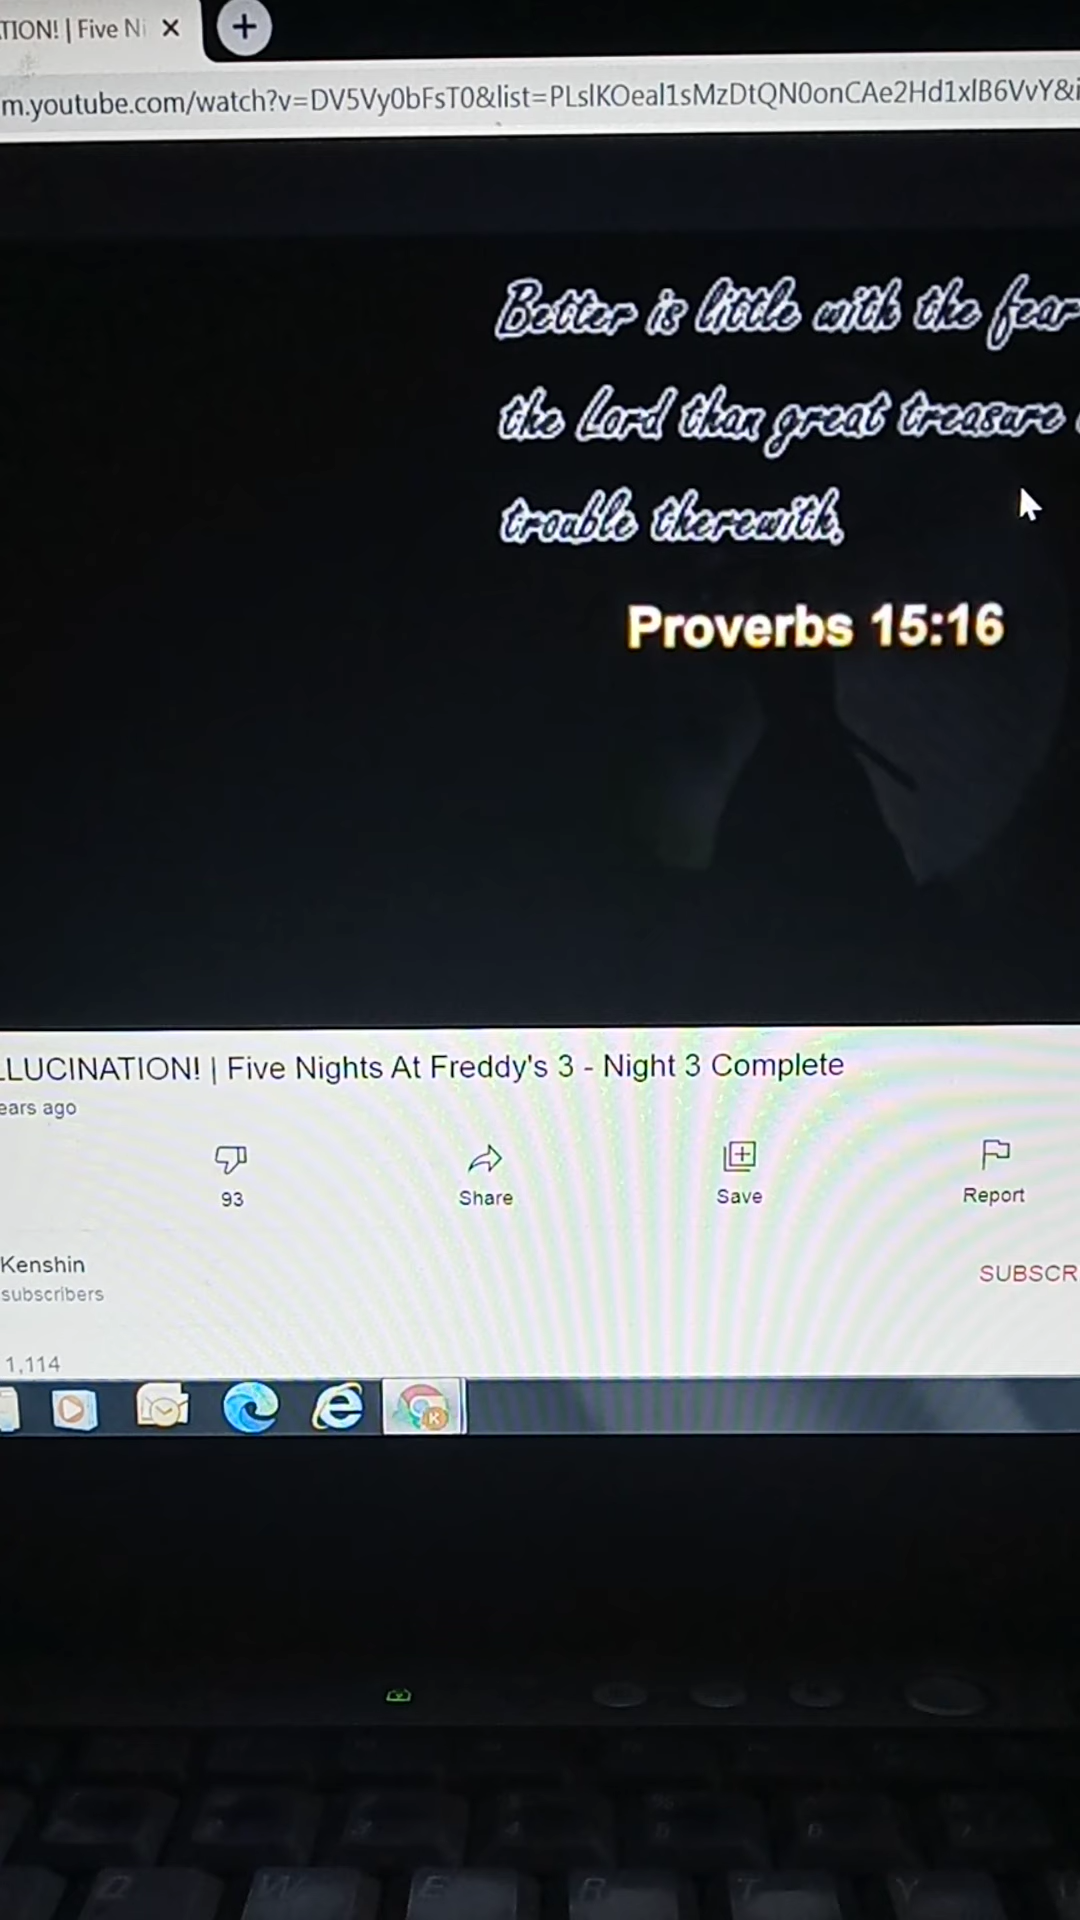 TION! | Five Ni
m.youtube.com/watch?v=DV5Vy0bFsT0&list=PLslKOeal1sMzDtQN0onCAe2Hd1xlB6VvY&i
Better is little with the fear
the Lord than great treasure
trouble therewith.
Proverbs 15:16
LLUCINATION! | Five Nights At Freddy's 3 - Night 3 Complete
ears ago
93 Share Save Report
Kenshin
subscribers
SUBSCR
1,114
K
E R T Y